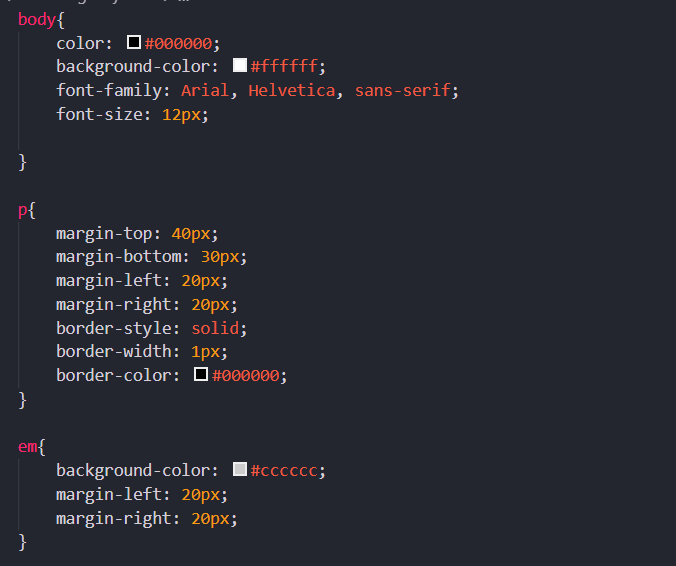 body{
color: #000000;
background-color: #ffffff;
font-family: Arial, Helvetica, sans-serif;
font-size: 12px;
}
p{
margin-top: 40px;
margin-bottom: 30px;
margin-left: 20px;
margin-right: 20px;
border-style: solid;
border-width: 1px;
border-color: #000000;
}
em{
background-color: #cccccc;
margin-left: 20px;
margin-right: 20px;
}